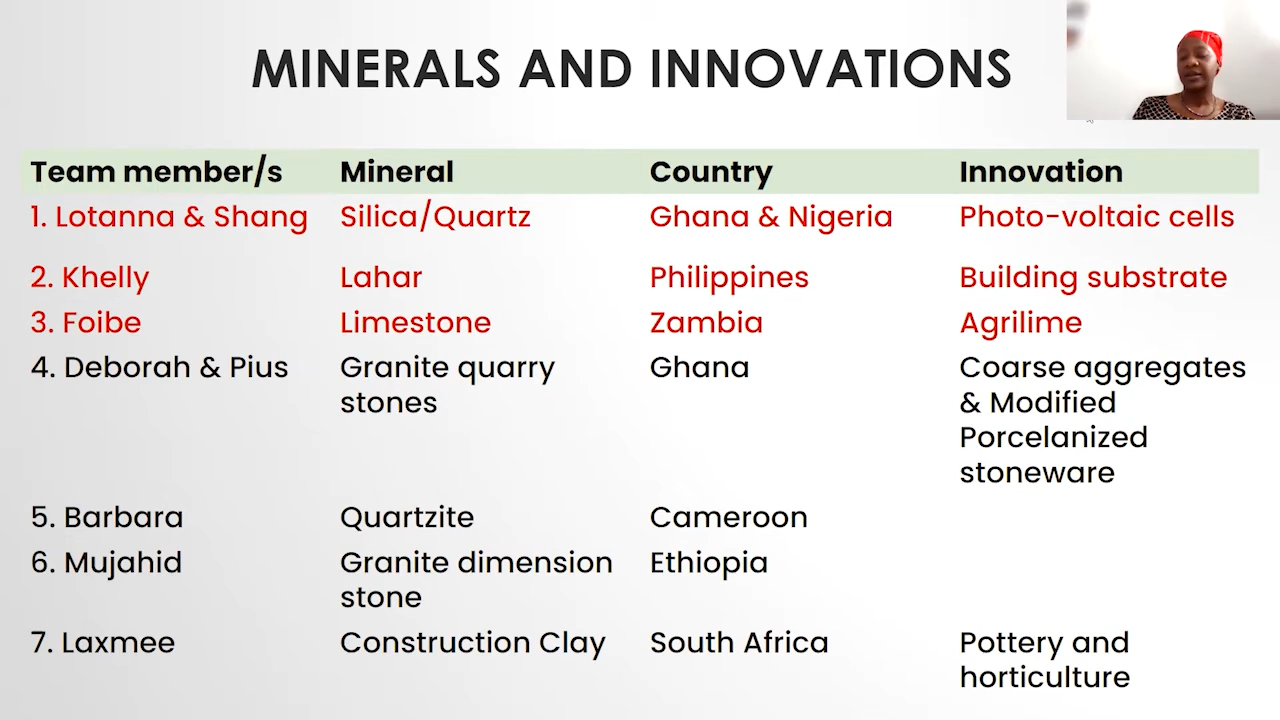 MINERALS AND INNOVATIONS
Team member/s Mineral Country Innovation
1. Lotanna & Shang Silica/Quartz Ghana & Nigeria Photo-voltaic cells
2. Khelly Lahar Philippines Building substrate
3. Foibe Limestone Zambia Agrilime
4. Deborah & Pius Granite quarry Ghana Coarse aggregates
stones & Modified
Porcelanized
stoneware
5. Barbara Quartzite Cameroon
6. Mujahid Granite dimension Ethiopia
stone
7. Laxmee Construction Clay South Africa Pottery and
horticulture